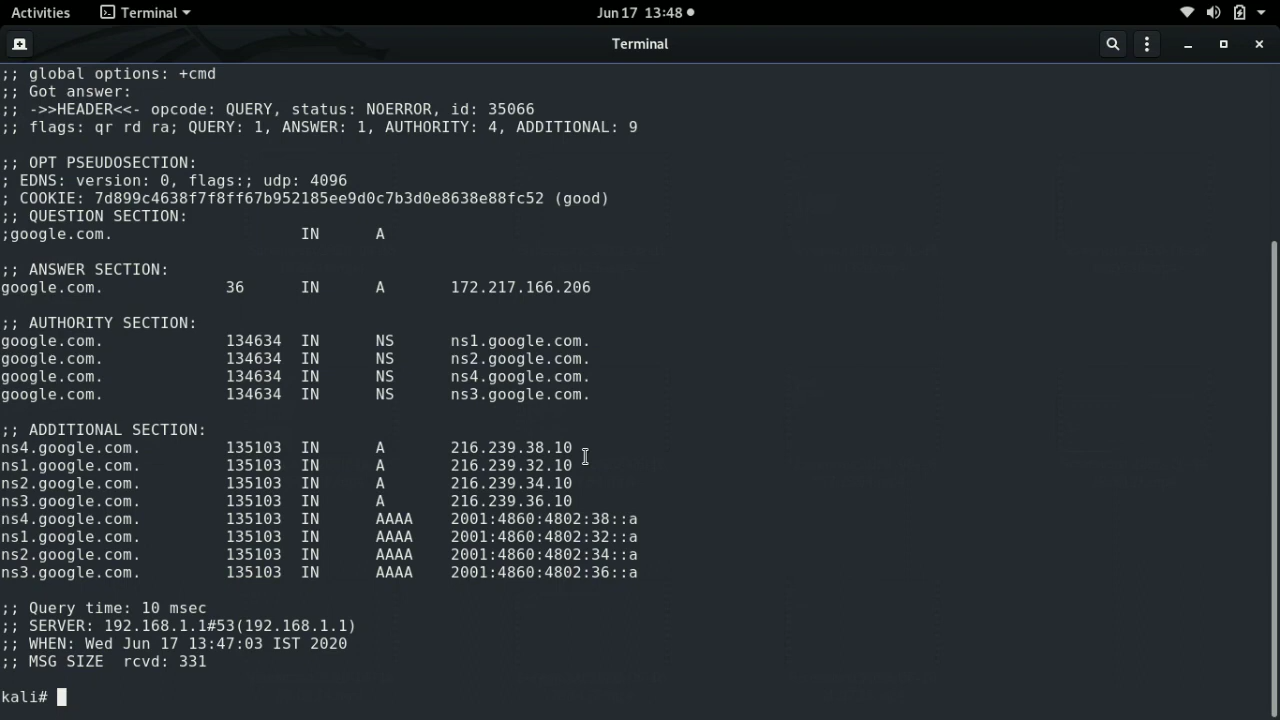 Activities Terminal Jun 17 13:48
Terminal
;; global options: +cmd
;; Got answer:
;; ->>HEADER<<- opcode: QUERY, status: NOERROR, id: 35066
;; flags: qr rd ra; QUERY: 1, ANSWER: 1, AUTHORITY: 4, ADDITIONAL: 9

;; OPT PSEUDOSECTION:
; EDNS: version: 0, flags:; udp: 4096
; COOKIE: 7d899c4638f7f8ff67b952185ee9d0c7b3d0e8638e88fc52 (good)
;; QUESTION SECTION:
;google.com. IN A

;; ANSWER SECTION:
google.com. 36 IN A 172.217.166.206

;; AUTHORITY SECTION:
google.com. 134634 IN NS ns1.google.com.
google.com. 134634 IN NS ns2.google.com.
google.com. 134634 IN NS ns4.google.com.
google.com. 134634 IN NS ns3.google.com.

;; ADDITIONAL SECTION:
ns4.google.com. 135103 IN A 216.239.38.10
ns1.google.com. 135103 IN A 216.239.32.10
ns2.google.com. 135103 IN A 216.239.34.10
ns3.google.com. 135103 IN A 216.239.36.10
ns4.google.com. 135103 IN AAAA 2001:4860:4802:38::a
ns1.google.com. 135103 IN AAAA 2001:4860:4802:32::a
ns2.google.com. 135103 IN AAAA 2001:4860:4802:34::a
ns3.google.com. 135103 IN AAAA 2001:4860:4802:36::a

;; Query time: 10 msec
;; SERVER: 192.168.1.1#53(192.168.1.1)
;; WHEN: Wed Jun 17 13:47:03 IST 2020
;; MSG SIZE rcvd: 331

kali#